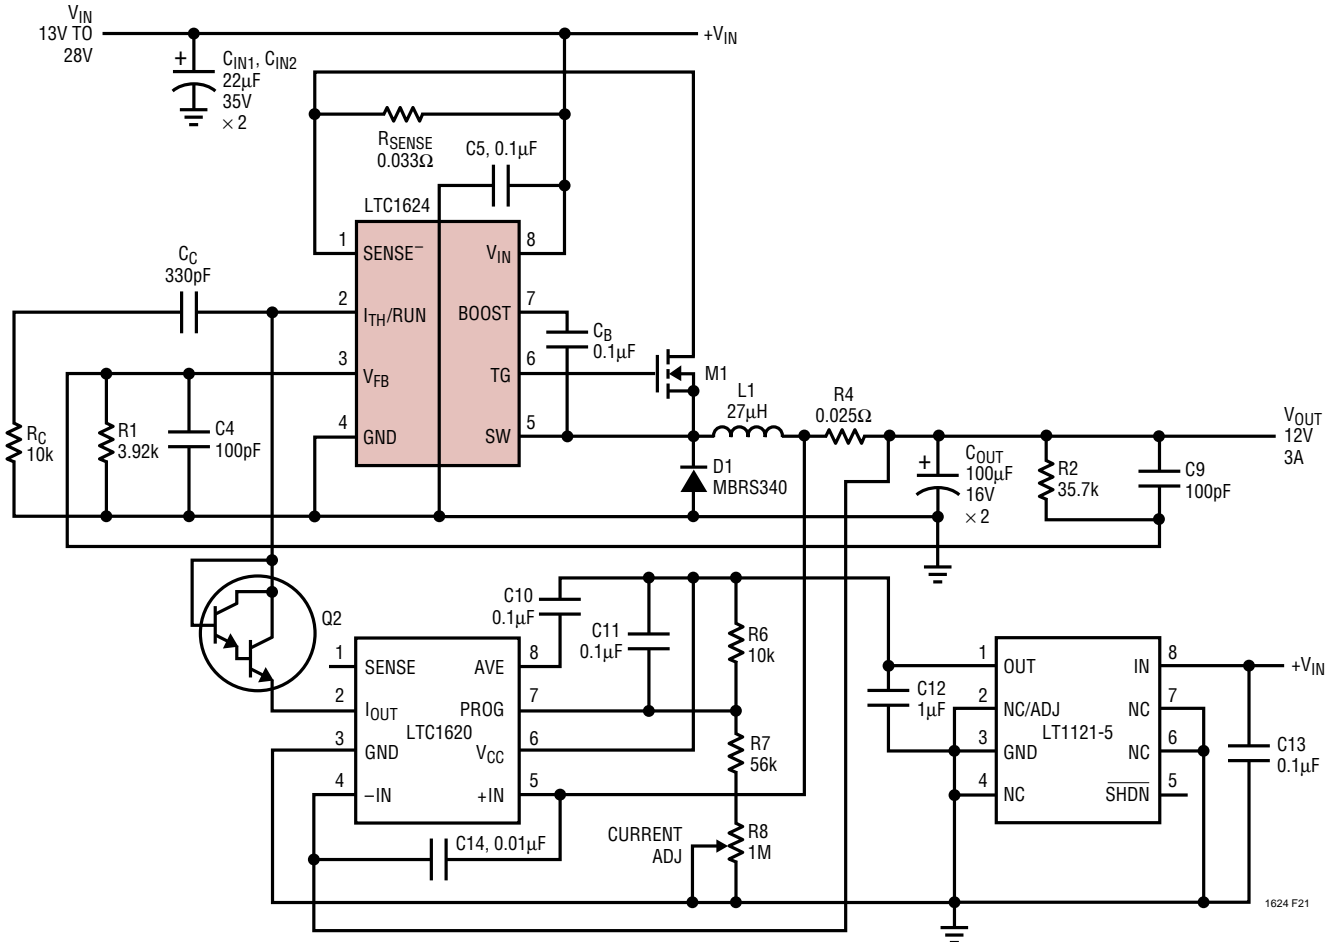 VIN
13V TO
28V
+VIN
+
CIN1, CIN2
22µF
35V
× 2
RSENSE
0.033Ω
C5, 0.1µF
LTC1624
1
SENSE–
VIN
8
CC
330pF
2
ITH/RUN
BOOST
7
CB
0.1µF
3
VFB
TG
6
M1
4
GND
SW
5
L1
27µH
R4
0.025Ω
VOUT
12V
3A
RC
10k
R1
3.92k
C4
100pF
D1
MBRS340
+
COUT
100µF
16V
× 2
R2
35.7k
C9
100pF
Q2
C10
0.1µF
C11
0.1µF
R6
10k
1
SENSE
AVE
8
2
IOUT
PROG
7
LTC1620
3
GND
VCC
6
4
–IN
+IN
5
R7
56k
C14, 0.01µF
CURRENT
ADJ
R8
1M
C12
1µF
1
OUT
IN
8
+VIN
2
NC/ADJ
NC
7
LT1121-5
3
GND
NC
6
4
NC
SHDN
5
C13
0.1µF
1624 F21